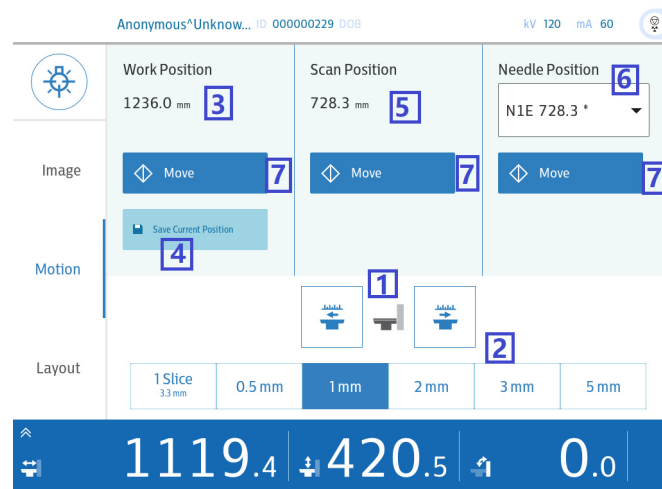 Anonymous^Unknow... ID 000000229 DOB kV 120 mA 60
Work Position Scan Position Needle Position
6
1236.0 mm 3 728.3 mm 5 N1E 728.3 *
Image Move 7 Move 7 Move 7
Save Current Position
4
Motion
1
2
Layout
1 Slice 0.5 mm 1 mm 2 mm 3 mm 5 mm
3.3 mm
1119.4 420.5 0.0